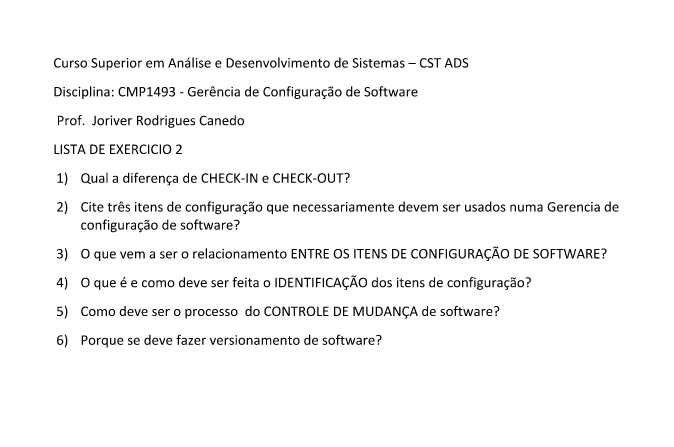 Curso Superior em Análise e Desenvolvimento de Sistemas – CST ADS
Disciplina: CMP1493 - Gerência de Configuração de Software
Prof.  Joriver Rodrigues Canedo
LISTA DE EXERCICIO 2
1) Qual a diferença de CHECK-IN e CHECK-OUT?
2) Cite três itens de configuração que necessariamente devem ser usados numa Gerencia de
configuração de software?
3) O que vem a ser o relacionamento ENTRE OS ITENS DE CONFIGURAÇÃO DE SOFTWARE?
4) O que é e como deve ser feita o IDENTIFICAÇÃO dos itens de configuração?
5) Como deve ser o processo  do CONTROLE DE MUDANÇA de software?
6) Porque se deve fazer versionamento de software?